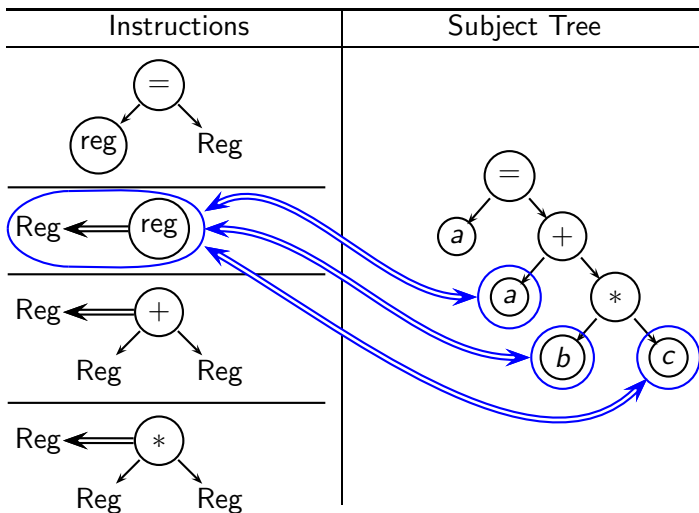 Instructions
=
reg Reg
Reg reg
Reg +
Reg Reg
Reg *
Reg Reg
Subject Tree
=
a +
a *
b c